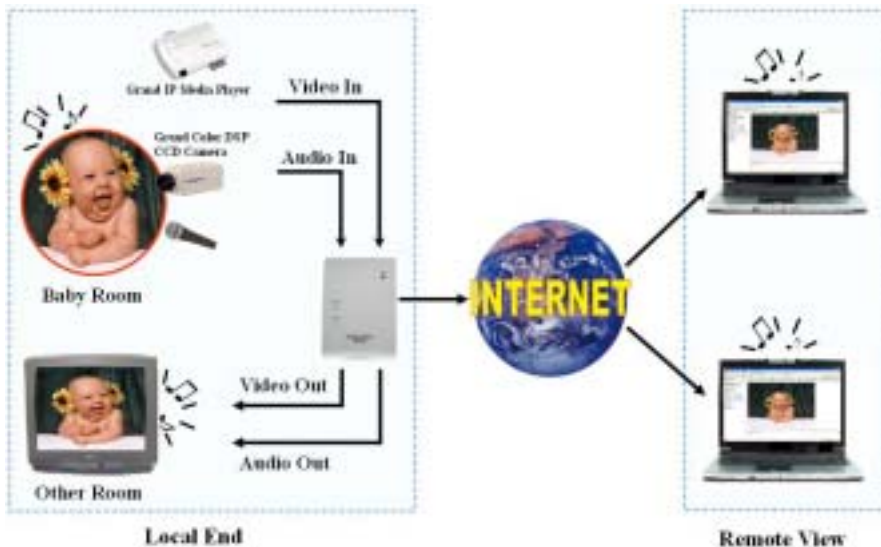 Grand IP Media Player
Video In
Grand Color DSP
CCD Camera
Audio In
Baby Room
INTERNET
Video Out
Audio Out
Other Room
Local End
Remote View